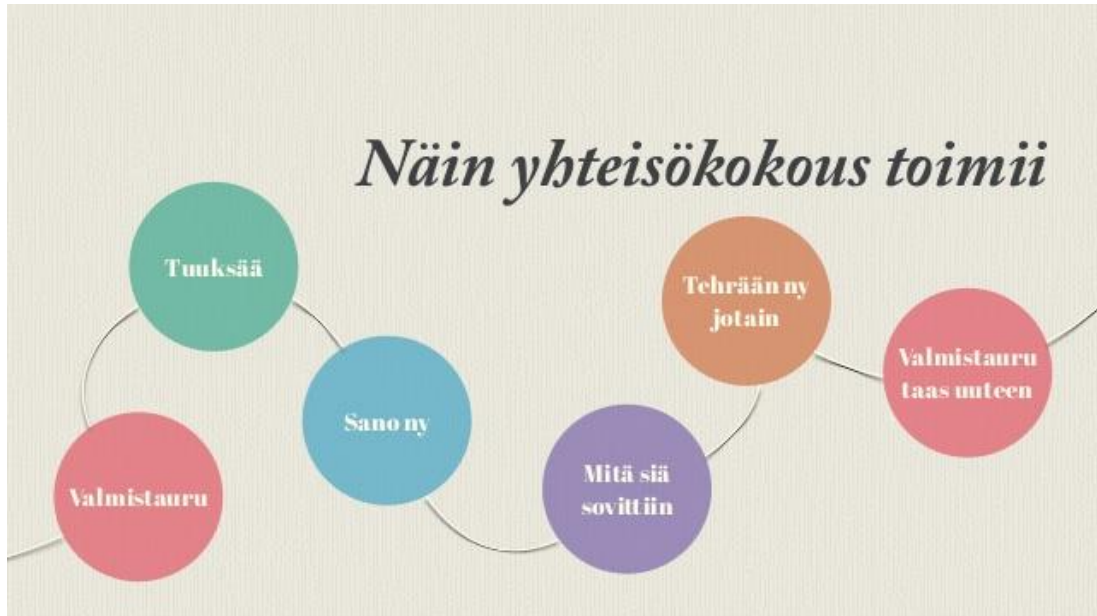 Näin yhteisökokous toimii
Valmistauru
Tuuksää
Sano ny
Mitä siä
sovittiin
Tehrään ny
jotain
Valmistauru
taas uuteen